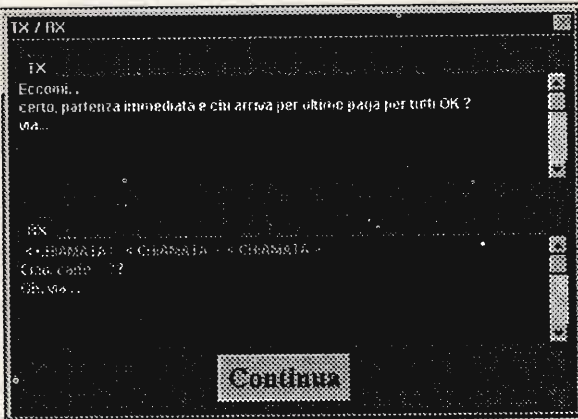 TX / RX
TX
Eccomi..
certo, partenza immediata e chi arriva per ultimo paga per tutti OK ?
via...
RX
<CHIAMATA> <CHIAMATA> <CHIAMATA>
Ciao, ?
Ok, via...
Continua